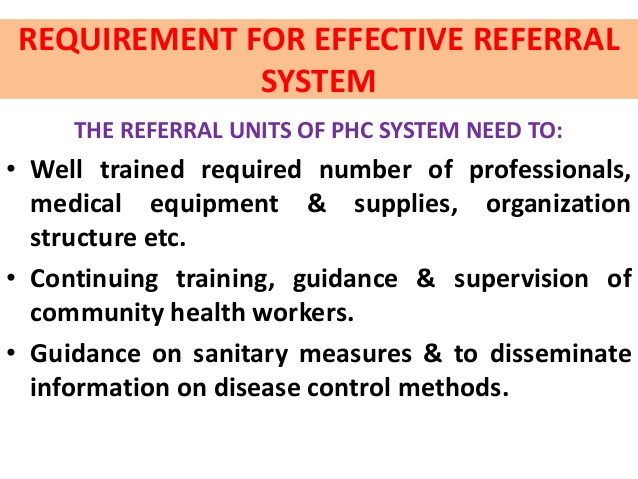 REQUIREMENT FOR EFFECTIVE REFERRAL
SYSTEM
THE REFERRAL UNITS OF PHC SYSTEM NEED TO:
• Well trained required number of professionals,
medical equipment & supplies, organization
structure etc.
• Continuing training, guidance & supervision of
community health workers.
• Guidance on sanitary measures & to disseminate
information on disease control methods.